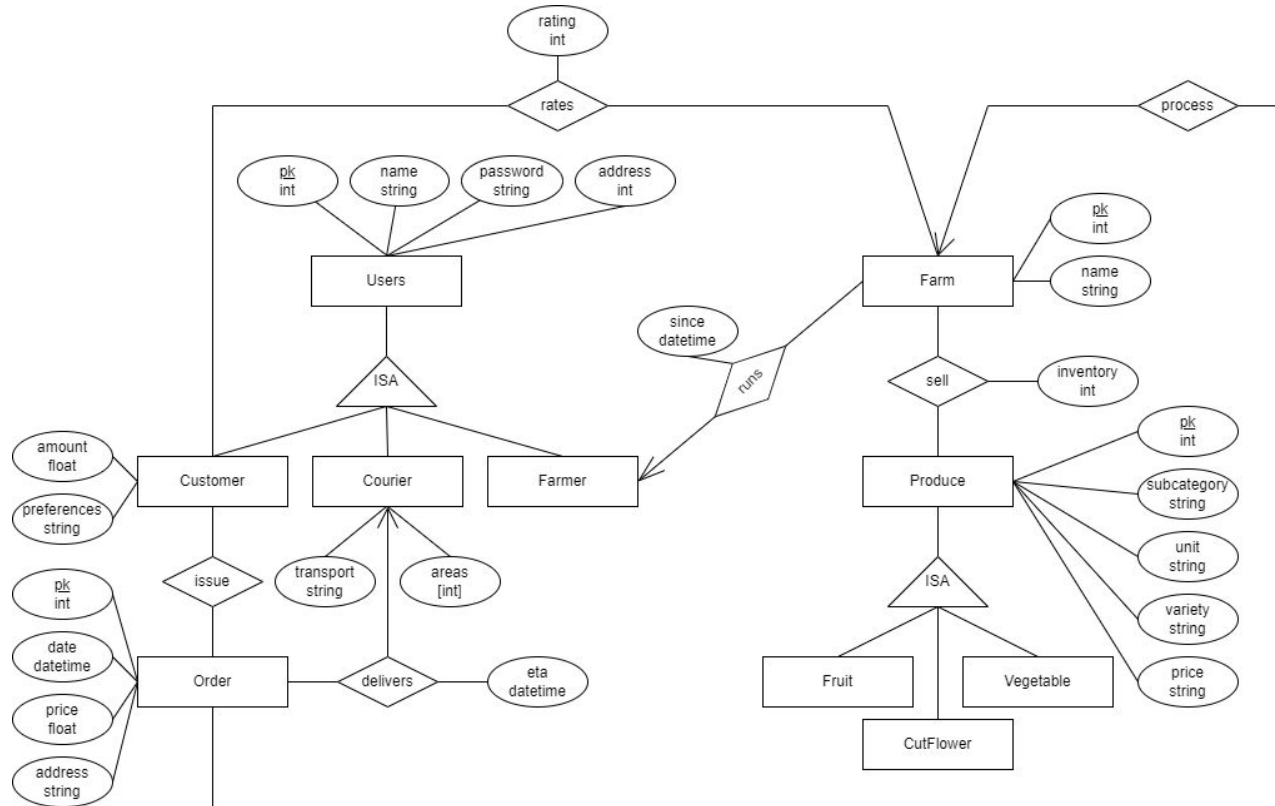 rating
int
rates
process
pk
int
name
string
password
string
address
int
pk
int
name
string
Users
Farm
since
datetime
runs
ISA
sell
inventory
int
amount
float
preferences
string
Customer
Courier
Farmer
Produce
pk
int
subcategory
string
unit
string
variety
string
price
string
issue
transport
string
areas
[int]
ISA
pk
int
date
datetime
price
float
address
string
Order
delivers
eta
datetime
Fruit
Vegetable
CutFlower